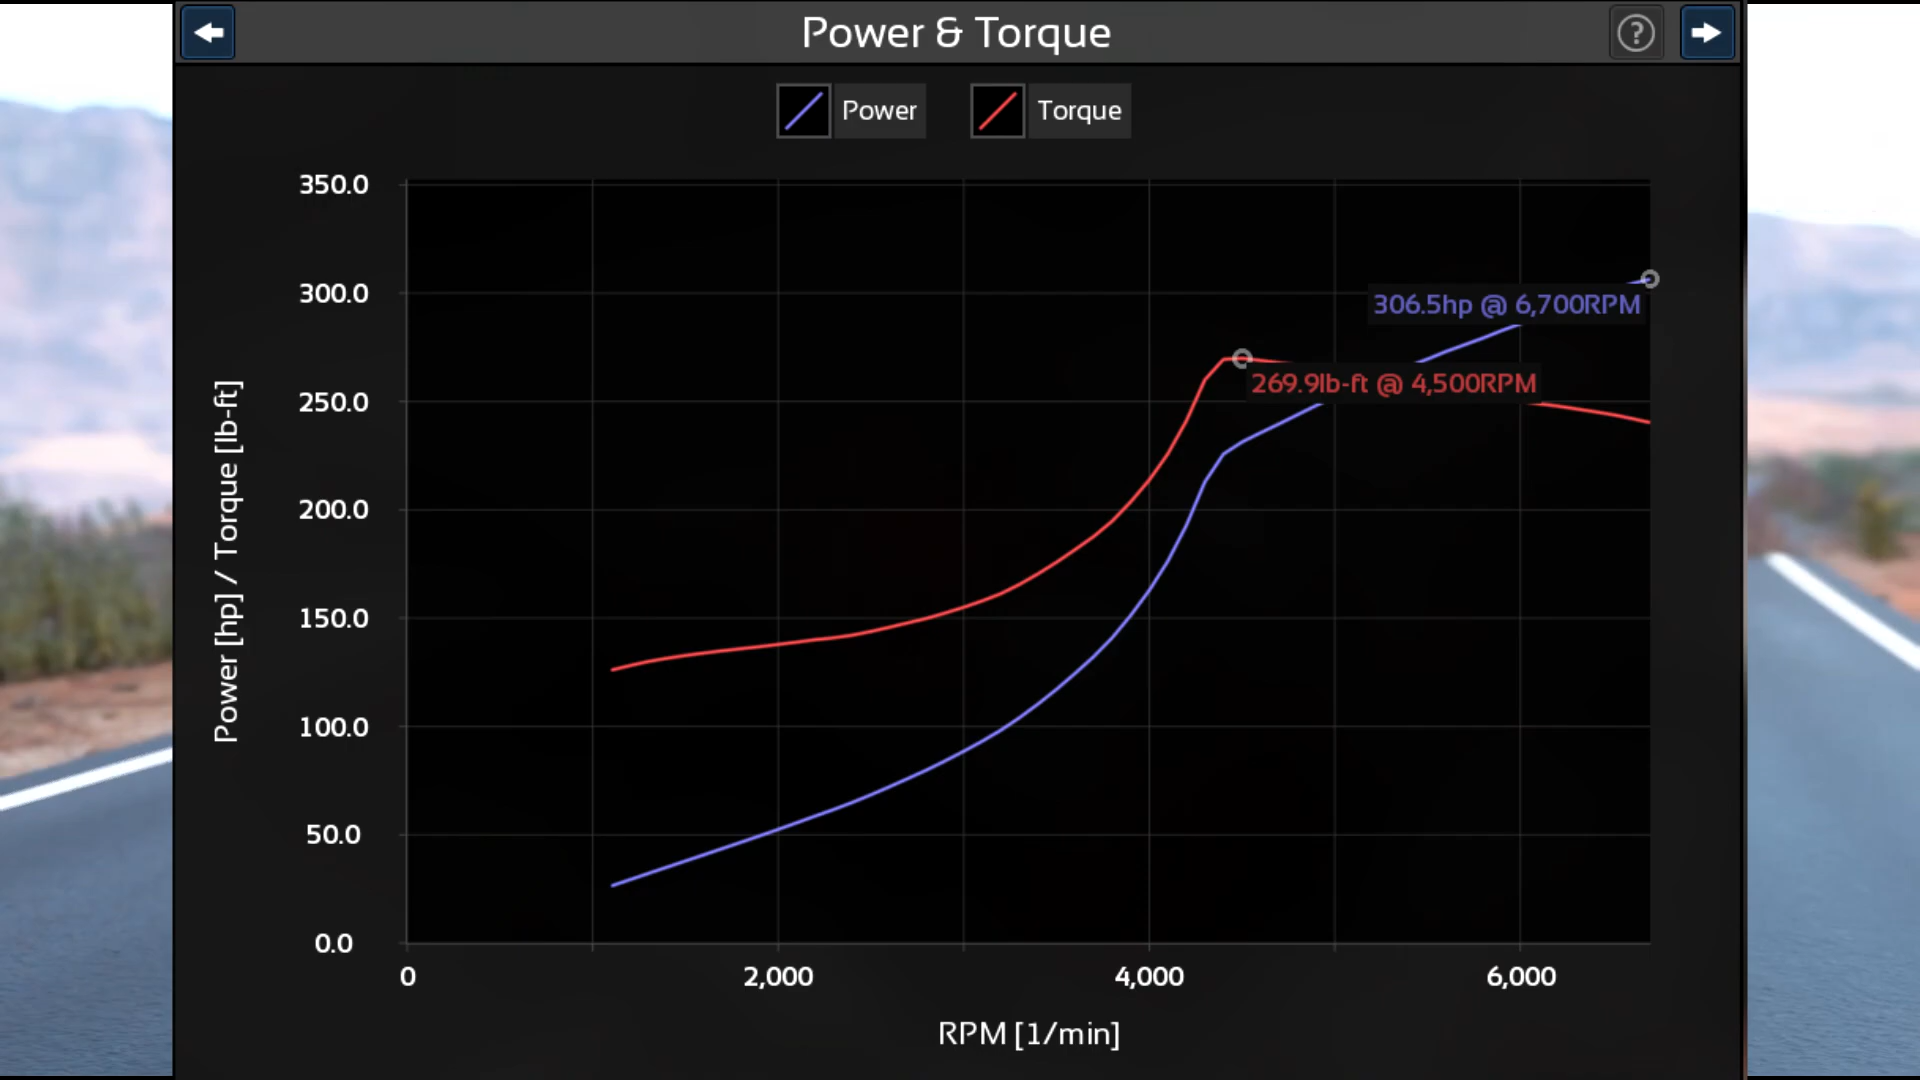 Power & Torque
?
Power
Torque
350.0
300.0
250.0
200.0
150.0
100.0
50.0
0.0
Power [hp] / Torque [lb-ft]
306.5hp @ 6,700RPM
269.9lb-ft @ 4,500RPM
0
2,000
4,000
6,000
RPM [1/min]